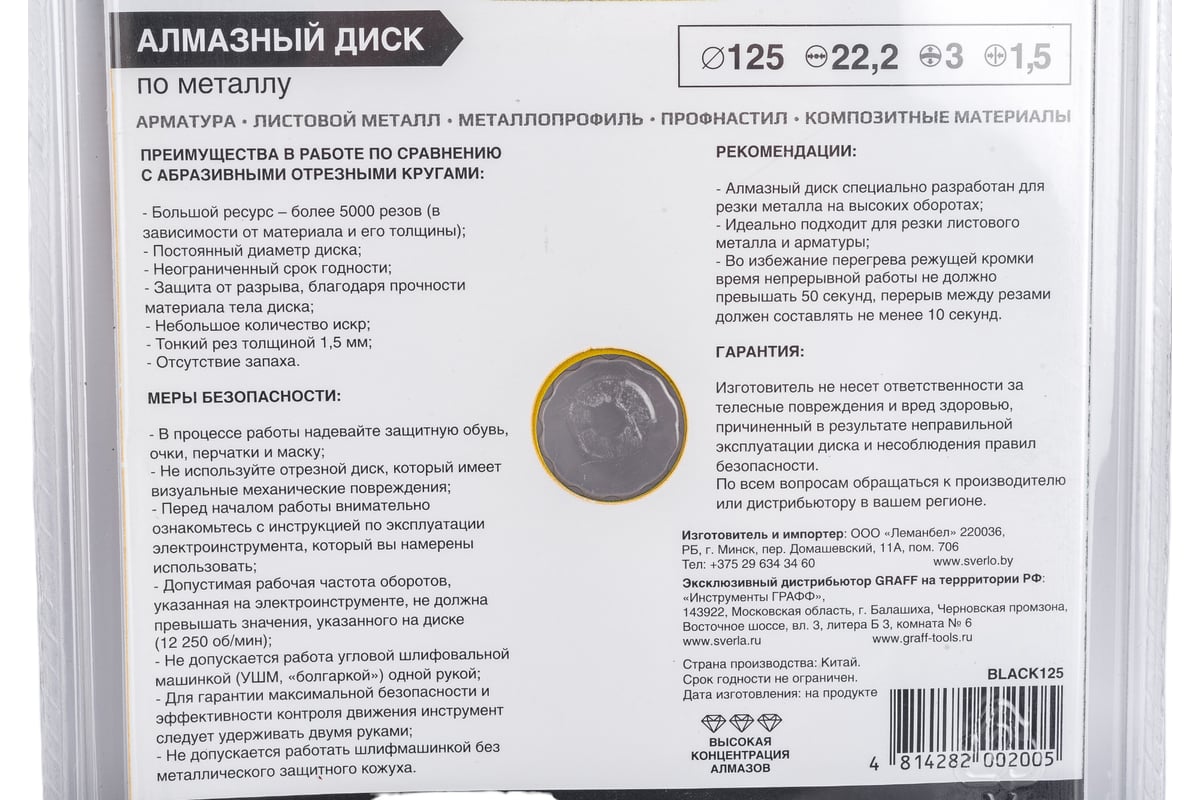 АЛМАЗНЫЙ ДИСК
по металлу
125 22,2 3 1,5
АРМАТУРА • ЛИСТОВОЙ МЕТАЛЛ • МЕТАЛЛОПРОФИЛЬ • ПРОФНАСТИЛ • КОМПОЗИТНЫЕ МАТЕРИАЛЫ
ПРЕИМУЩЕСТВА В РАБОТЕ ПО СРАВНЕНИЮ
С АБРАЗИВНЫМИ ОТРЕЗНЫМИ КРУГАМИ:
- Большой ресурс – более 5000 резов (в
зависимости от материала и его толщины);
- Постоянный диаметр диска;
- Неограниченный срок годности;
- Защита от разрыва, благодаря прочности
материала тела диска;
- Небольшое количество искр;
- Тонкий рез толщиной 1,5 мм;
- Отсутствие запаха.
МЕРЫ БЕЗОПАСНОСТИ:
- В процессе работы надевайте защитную обувь,
очки, перчатки и маску;
- Не используйте отрезной диск, который имеет
визуальные механические повреждения;
- Перед началом работы внимательно
ознакомьтесь с инструкцией по эксплуатации
электроинструмента, который вы намерены
использовать;
- Допустимая рабочая частота оборотов,
указанная на электроинструменте, не должна
превышать значения, указанного на диске
(12 250 об/мин);
- Не допускается работа угловой шлифовальной
машинкой (УШМ, «болгаркой») одной рукой;
- Для гарантии максимальной безопасности и
эффективности контроля движения инструмент
следует удерживать двумя руками;
- Не допускается работать шлифмашинкой без
металлического защитного кожуха.
РЕКОМЕНДАЦИИ:
- Алмазный диск специально разработан для
резки металла на высоких оборотах;
- Идеально подходит для резки листового
металла и арматуры;
- Во избежание перегрева режущей кромки
время непрерывной работы не должно
превышать 50 секунд, перерыв между резами
должен составлять не менее 10 секунд.
ГАРАНТИЯ:
Изготовитель не несет ответственности за
телесные повреждения и вред здоровью,
причиненный в результате неправильной
эксплуатации диска и несоблюдения правил
безопасности.
По всем вопросам обращаться к производителю
или дистрибьютору в вашем регионе.
Изготовитель и импортер: ООО «Леманбел» 220036,
РБ, г. Минск, пер. Домашевский, 11А, пом. 706
Тел: +375 29 634 34 60 www.sverlo.by
Эксклюзивный дистрибьютор GRAFF на террритории РФ:
«Инструменты ГРАФФ»,
143922, Московская область, г. Балашиха, Черновская промзона,
Восточное шоссе, вл. 3, литера Б 3, комната № 6
www.sverla.ru www.graff-tools.ru
Страна производства: Китай.
Срок годности не ограничен.
Дата изготовления: на продукте
BLACK125
ВЫСОКАЯ
КОНЦЕНТРАЦИЯ
АЛМАЗОВ
4 814282 002005